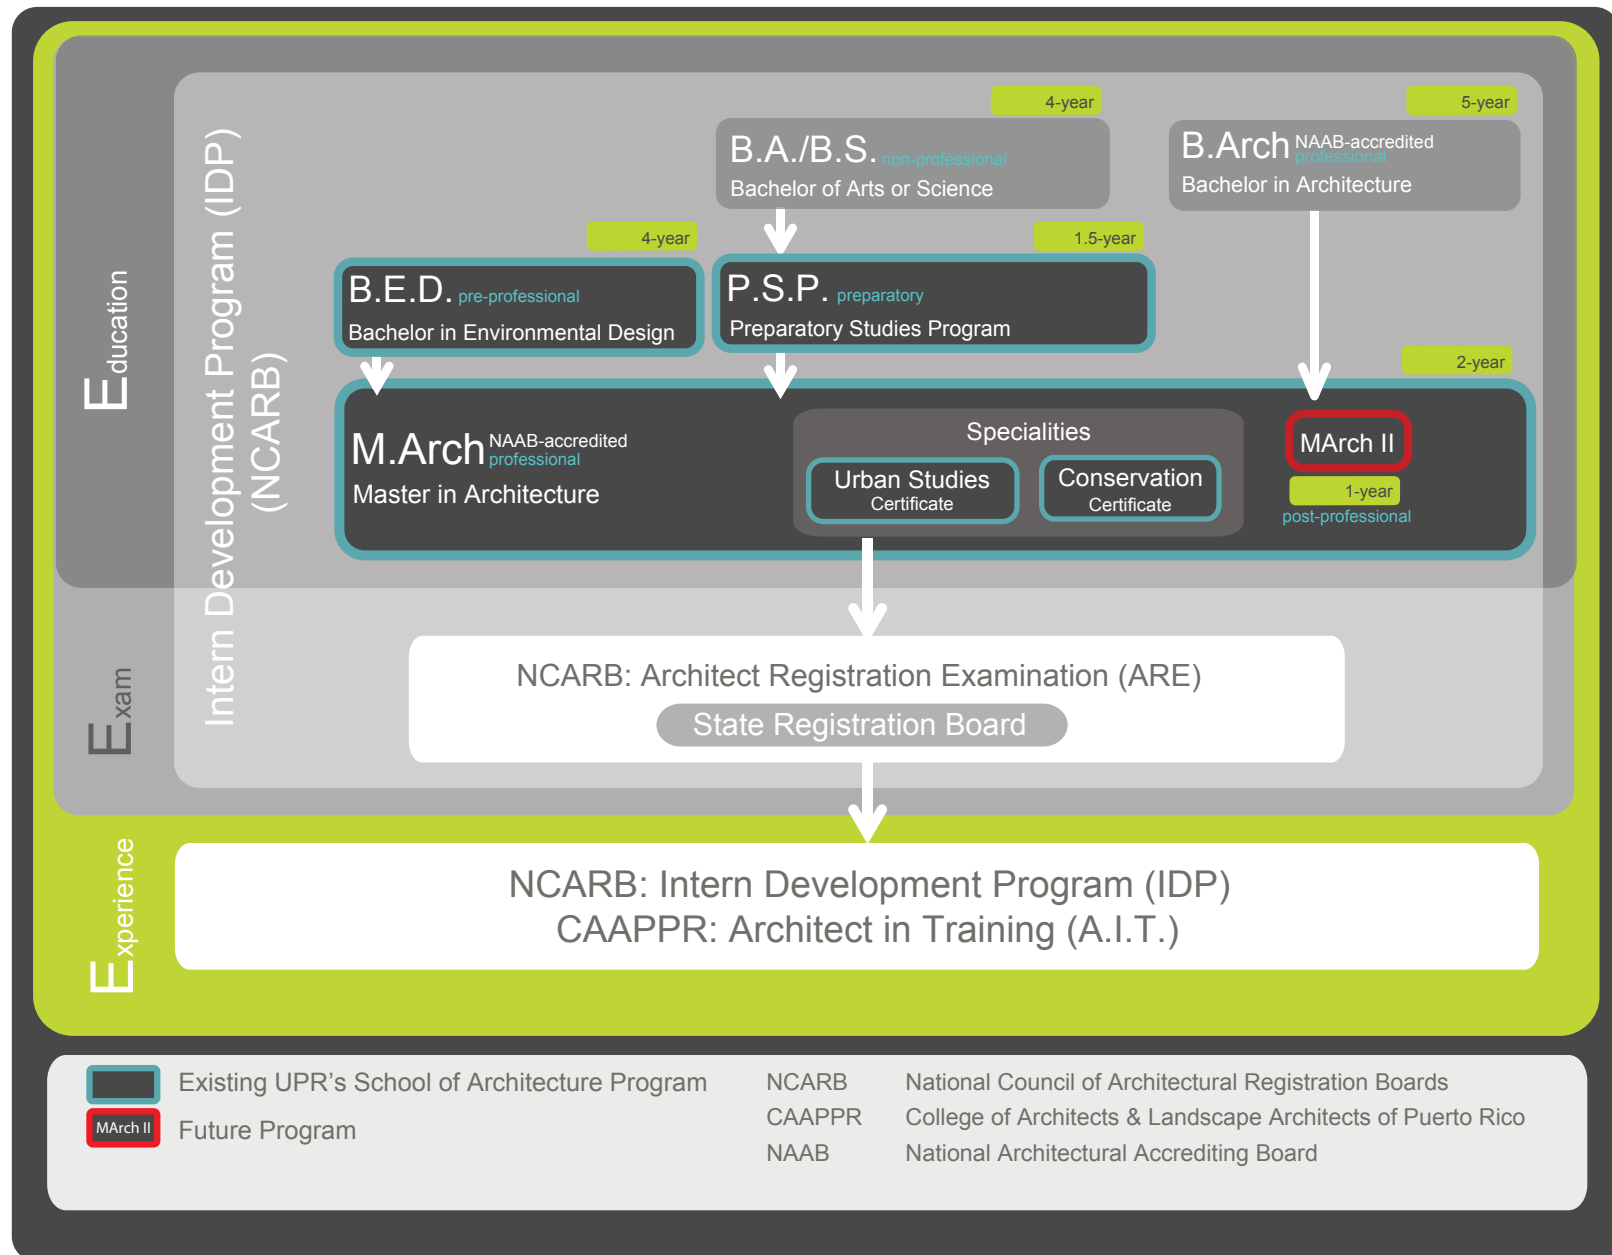 Education
Exam
Experience
Intern Development Program (IDP)
(NCARB)
4-year
B.A./B.S. non-professional
Bachelor of Arts or Science
5-year
B.Arch NAAB-accredited
professional
Bachelor in Architecture
4-year
B.E.D. pre-professional
Bachelor in Environmental Design
1.5-year
P.S.P. preparatory
Preparatory Studies Program
2-year
M.Arch NAAB-accredited
professional
Master in Architecture
Specialities
Urban Studies
Certificate
Conservation
Certificate
MArch II
1-year
post-professional
NCARB: Architect Registration Examination (ARE)
State Registration Board
NCARB: Intern Development Program (IDP)
CAAPPR: Architect in Training (A.I.T.)
Existing UPR's School of Architecture Program
MArch II Future Program
NCARB National Council of Architectural Registration Boards
CAAPPR College of Architects & Landscape Architects of Puerto Rico
NAAB National Architectural Accrediting Board